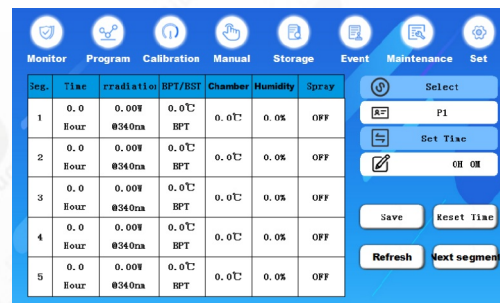 Monitor Program Calibration Manual Storage Event Maintenance Set
Seg. Time rradiatio BPT/BST Chamber Humidity Spray
1 0.0 Hour 0.00W @340nm 0.0℃ BPT 0.0℃ 0.0% OFF
2 0.0 Hour 0.00W @340nm 0.0℃ BPT 0.0℃ 0.0% OFF
3 0.0 Hour 0.00W @340nm 0.0℃ BPT 0.0℃ 0.0% OFF
4 0.0 Hour 0.00W @340nm 0.0℃ BPT 0.0℃ 0.0% OFF
5 0.0 Hour 0.00W @340nm 0.0℃ BPT 0.0℃ 0.0% OFF
Select
P1
Set Time
0H 0M
Save Reset Time
Refresh Next segment